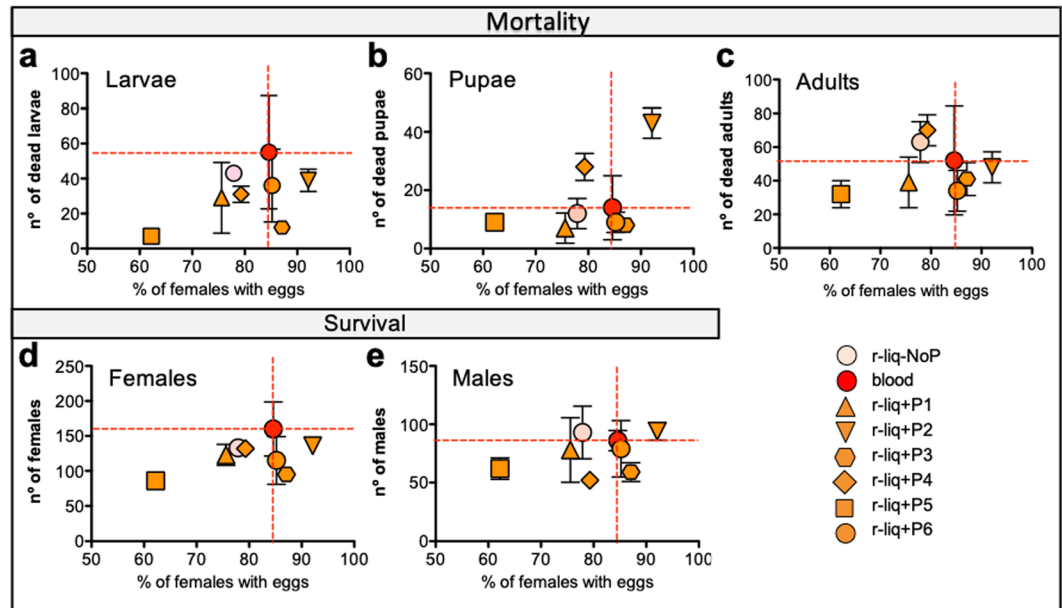 Mortality
a
Larvae
nº of dead larvae
100
80
60
40
20
0
50 60 70 80 90 100
% of females with eggs
b
Pupae
nº of dead pupae
60
40
20
0
50 60 70 80 90 100
% of females with eggs
c
Adults
nº of dead adults
100
80
60
40
20
0
50 60 70 80 90 100
% of females with eggs
Survival
d
Females
nº of females
250
200
150
100
50
0
50 60 70 80 90 100
% of females with eggs
e
Males
nº of males
150
100
50
0
50 60 70 80 90 100
% of females with eggs
r-liq-NoP
blood
r-liq+P1
r-liq+P2
r-liq+P3
r-liq+P4
r-liq+P5
r-liq+P6